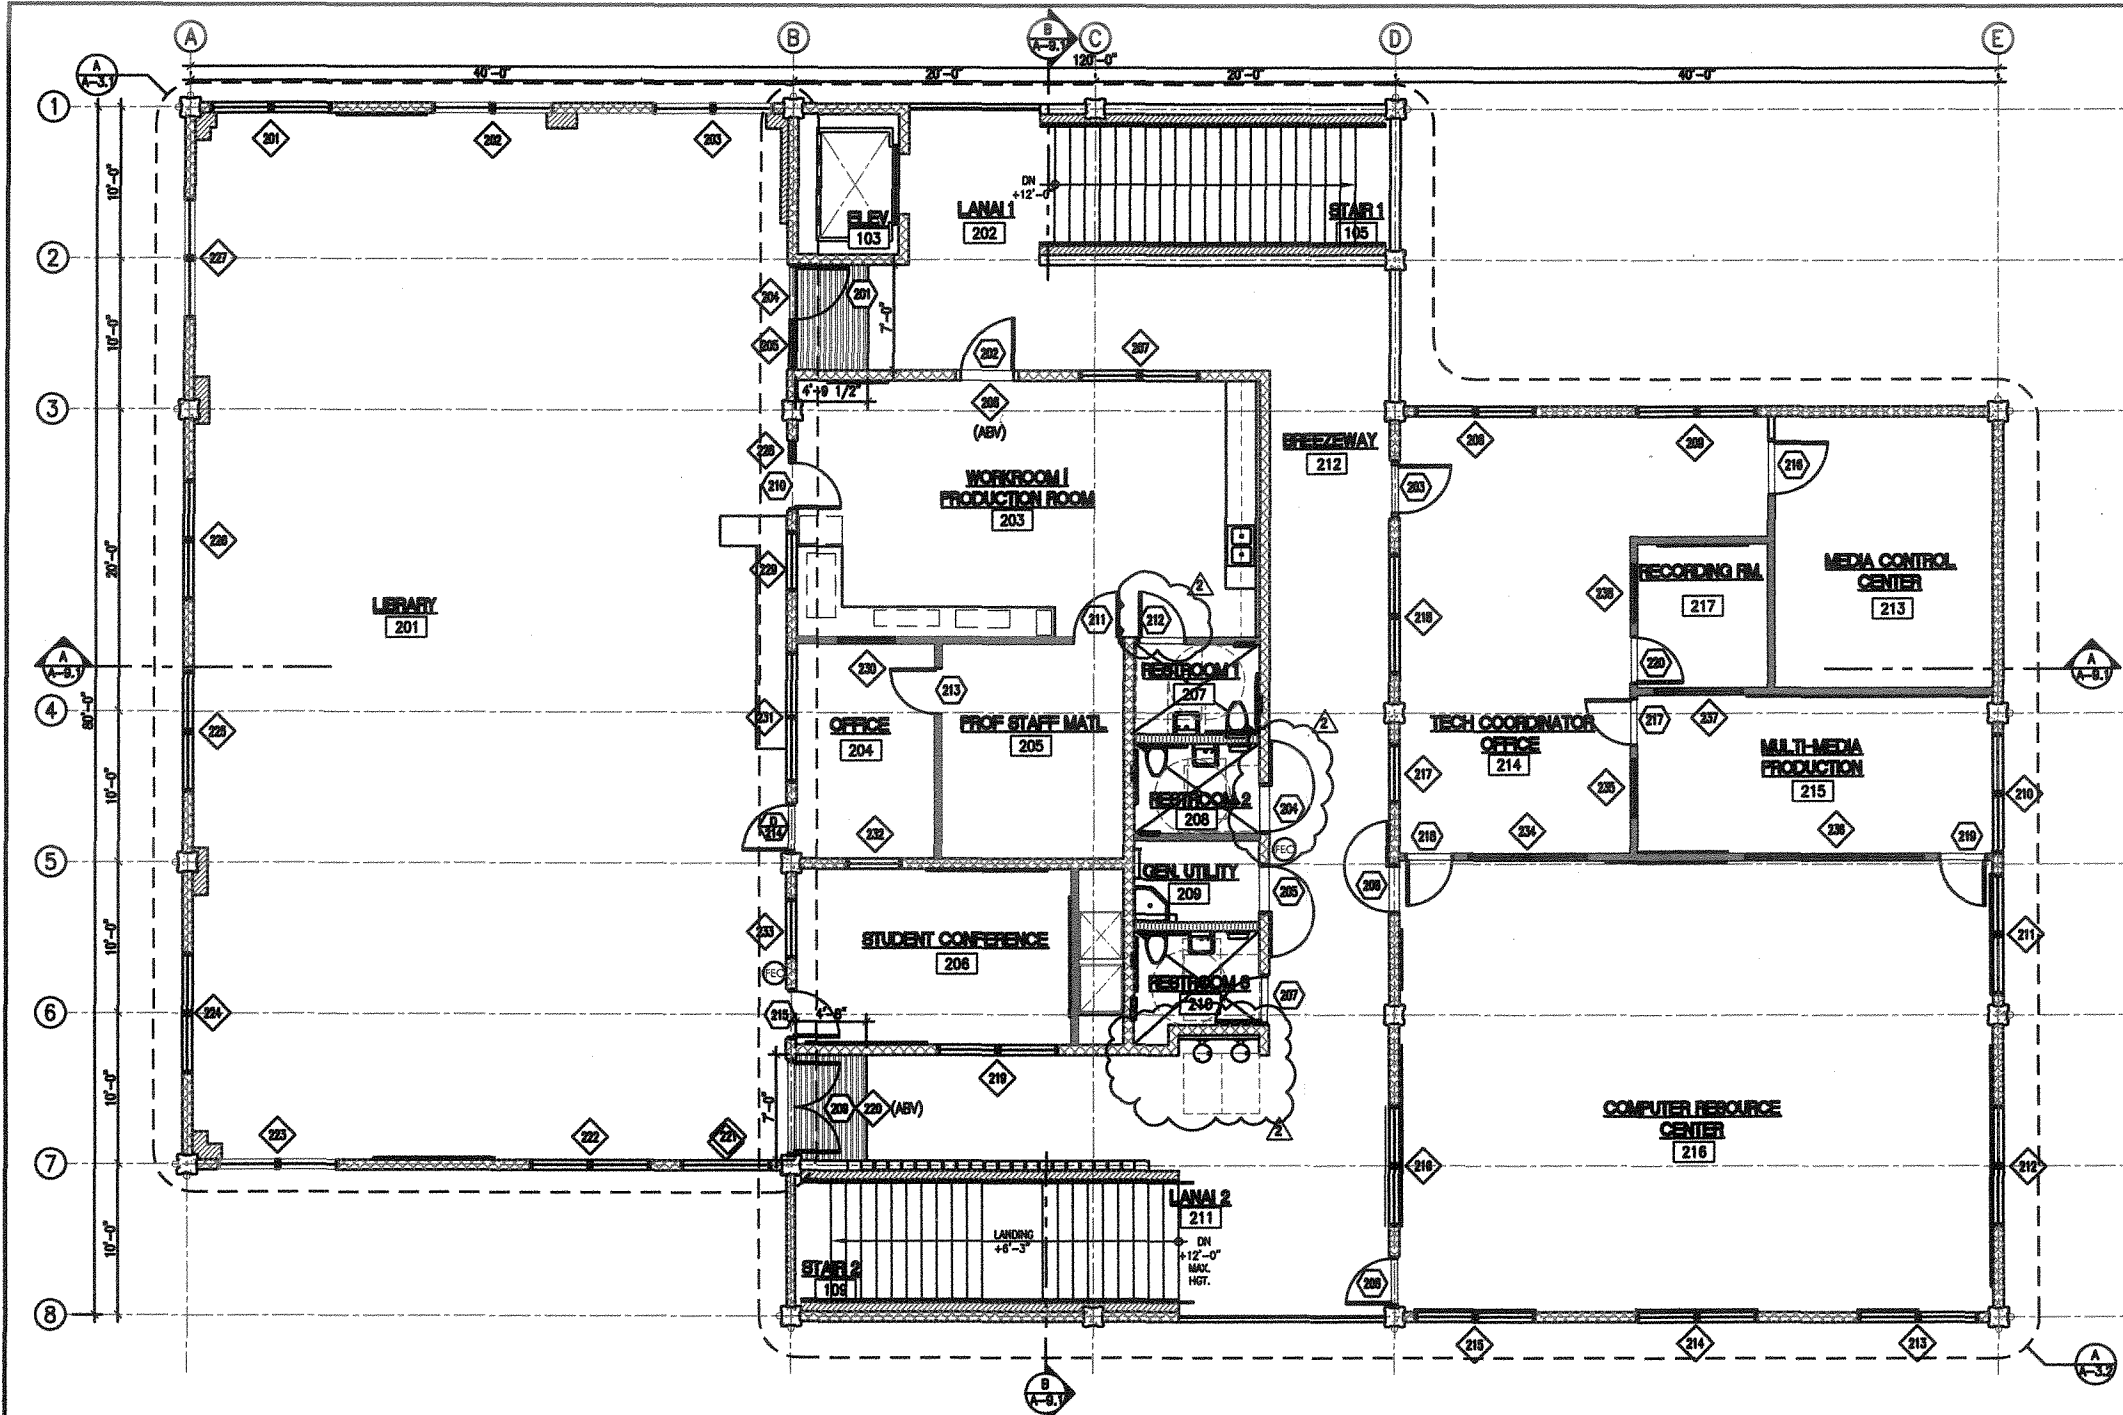 A
B
B
A-9.1
C
D
E
A
A-3.1
120'-0"
40'-0"
20'-0"
20'-0"
40'-0"
1
201
202
203
10'-0"
DN
+12'-0"
ELEV.
103
LANAI 1
202
STAIR 1
105
2
227
204
201
10'-0"
205
7'-0"
202
207
4'-9 1/2"
3
208
209
(ABV)
BREEZEWAY
212
228
210
WORKROOM /
PRODUCTION ROOM
203
203
216
226
20'-0"
229
2
RECORDING RM.
217
MEDIA CONTROL
CENTER
213
LIBRARY
201
211
212
218
238
A
A-9.1
230
213
RESTROOM 1
207
220
A
A-9.1
80'-0"
4
225
231
OFFICE
204
PROF STAFF MATL
205
2
TECH COORDINATOR
OFFICE
214
217
237
MULTI-MEDIA
PRODUCTION
215
10'-0"
217
235
210
RESTROOM 2
208
204
D
214
232
218
234
236
219
5
FEC
GEN. UTILITY
209
205
10'-0"
233
STUDENT CONFERENCE
206
211
FEC
RESTROOM 3
210
207
6
224
215
4'-8"
10'-0"
7'-0"
219
220
(ABV)
COMPUTER RESOURCE
CENTER
216
223
222
221
2
7
216
212
LANAI 2
211
10'-0"
LANDING
+6'-3"
DN
+12'-0"
MAX.
HGT.
STAIR 2
109
8
215
214
213
B
A-9.1
A
A-3.2